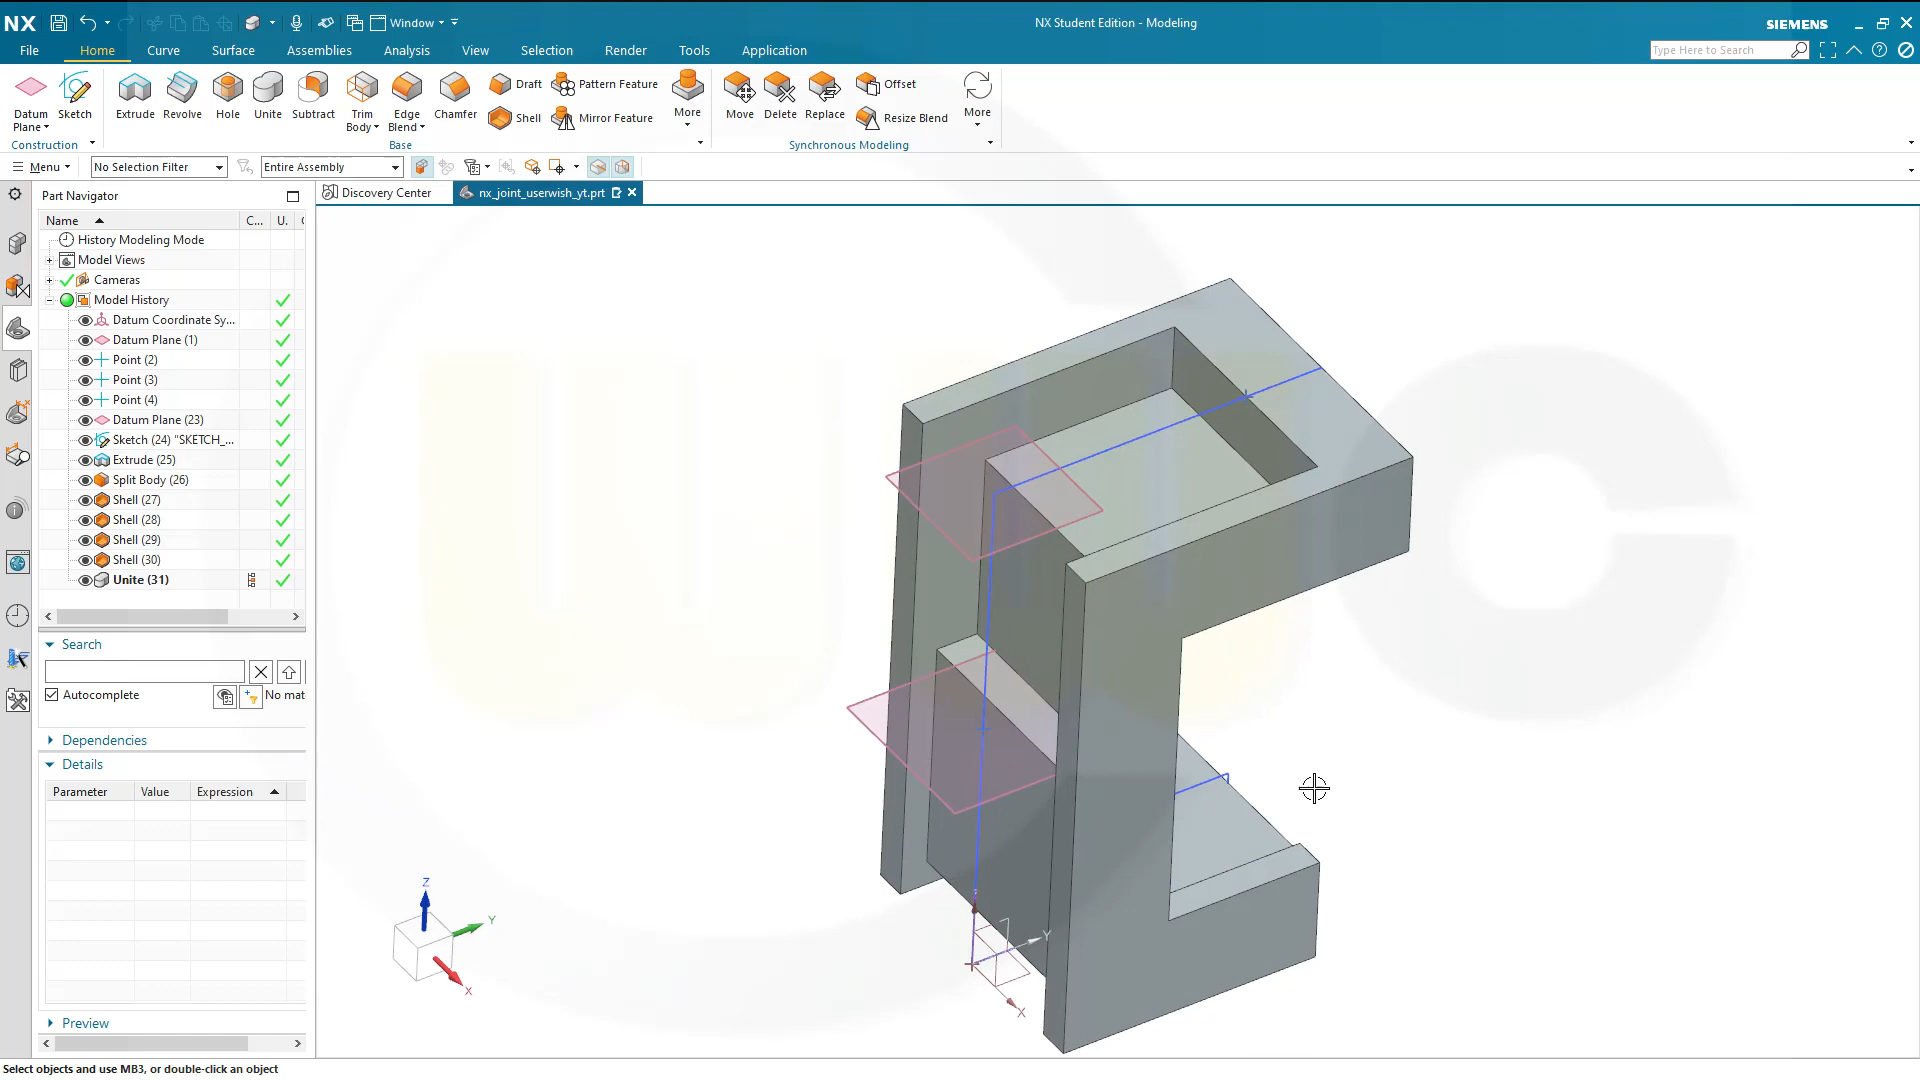 NX
Window
NX Student Edition - Modeling
SIEMENS
File
Home
Curve
Surface
Assemblies
Analysis
View
Selection
Render
Tools
Application
Type Here to Search
Datum Plane
Sketch
Extrude
Revolve
Hole
Unite
Subtract
Trim Body
Edge Blend
Chamfer
Draft
Shell
Pattern Feature
Mirror Feature
More
Move
Delete
Replace
Offset
Resize Blend
More
Construction
Base
Synchronous Modeling
Menu
No Selection Filter
Entire Assembly
Part Navigator
Discovery Center
nx_joint_userwish_yt.prt
Name
C...
U.
History Modeling Mode
Model Views
Cameras
Model History
Datum Coordinate Sy...
Datum Plane (1)
Point (2)
Point (3)
Point (4)
Datum Plane (23)
Sketch (24) "SKETCH_...
Extrude (25)
Split Body (26)
Shell (27)
Shell (28)
Shell (29)
Shell (30)
Unite (31)
Search
Autocomplete
No mat
Dependencies
Details
Parameter
Value
Expression
Preview
Z
Y
X
Y
X
Select objects and use MB3, or double-click an object